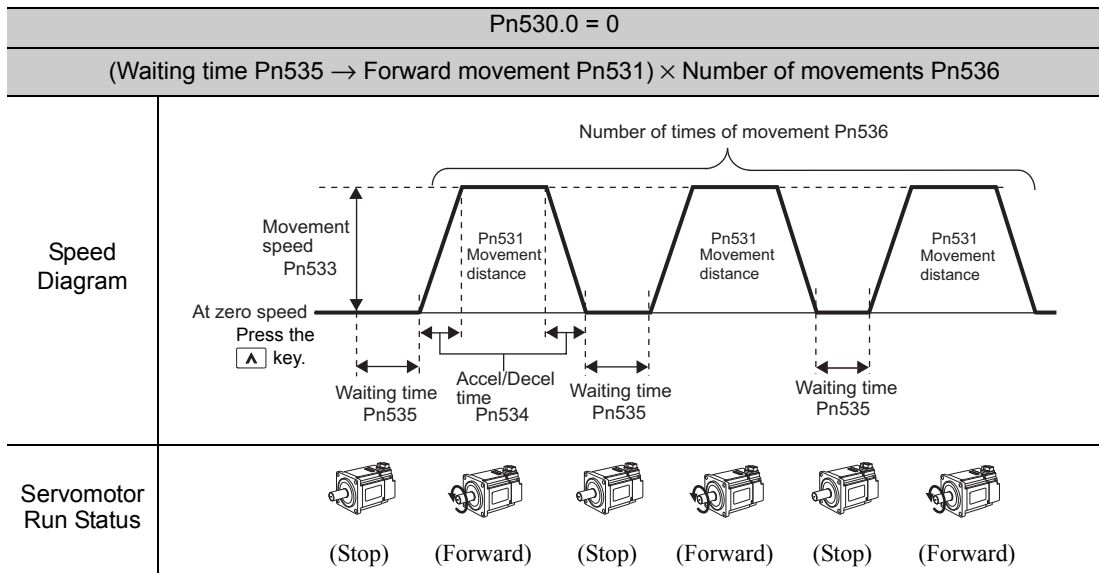 Pn530.0 = 0
(Waiting time Pn535 → Forward movement Pn531) × Number of movements Pn536
Speed
Diagram
Number of times of movement Pn536
Movement
speed
Pn533
Pn531
Movement
distance
Pn531
Movement
distance
Pn531
Movement
distance
At zero speed
Press the
∧ key.
Waiting time
Pn535
Accel/Decel
time
Pn534
Waiting time
Pn535
Waiting time
Pn535
Servomotor
Run Status
(Stop) (Forward) (Stop) (Forward) (Stop) (Forward)